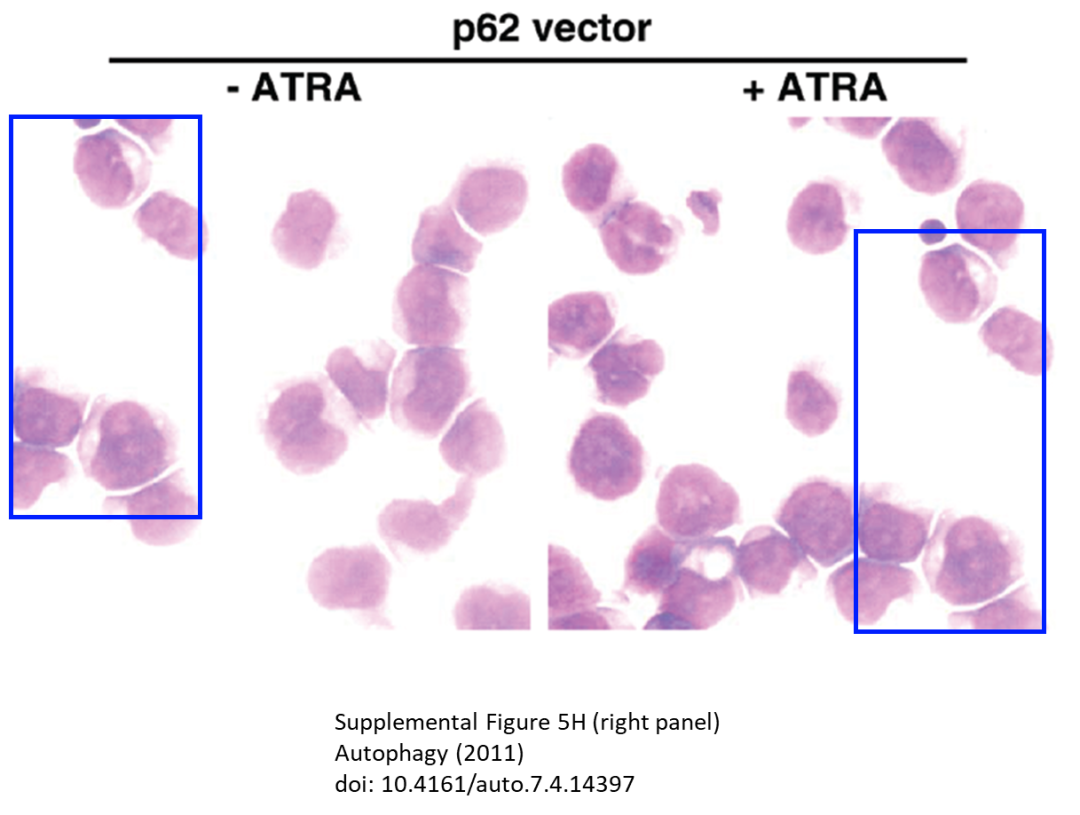 p62 vector
- ATRA
+ ATRA
Supplemental Figure 5H (right panel)
Autophagy (2011)
doi: 10.4161/auto.7.4.14397